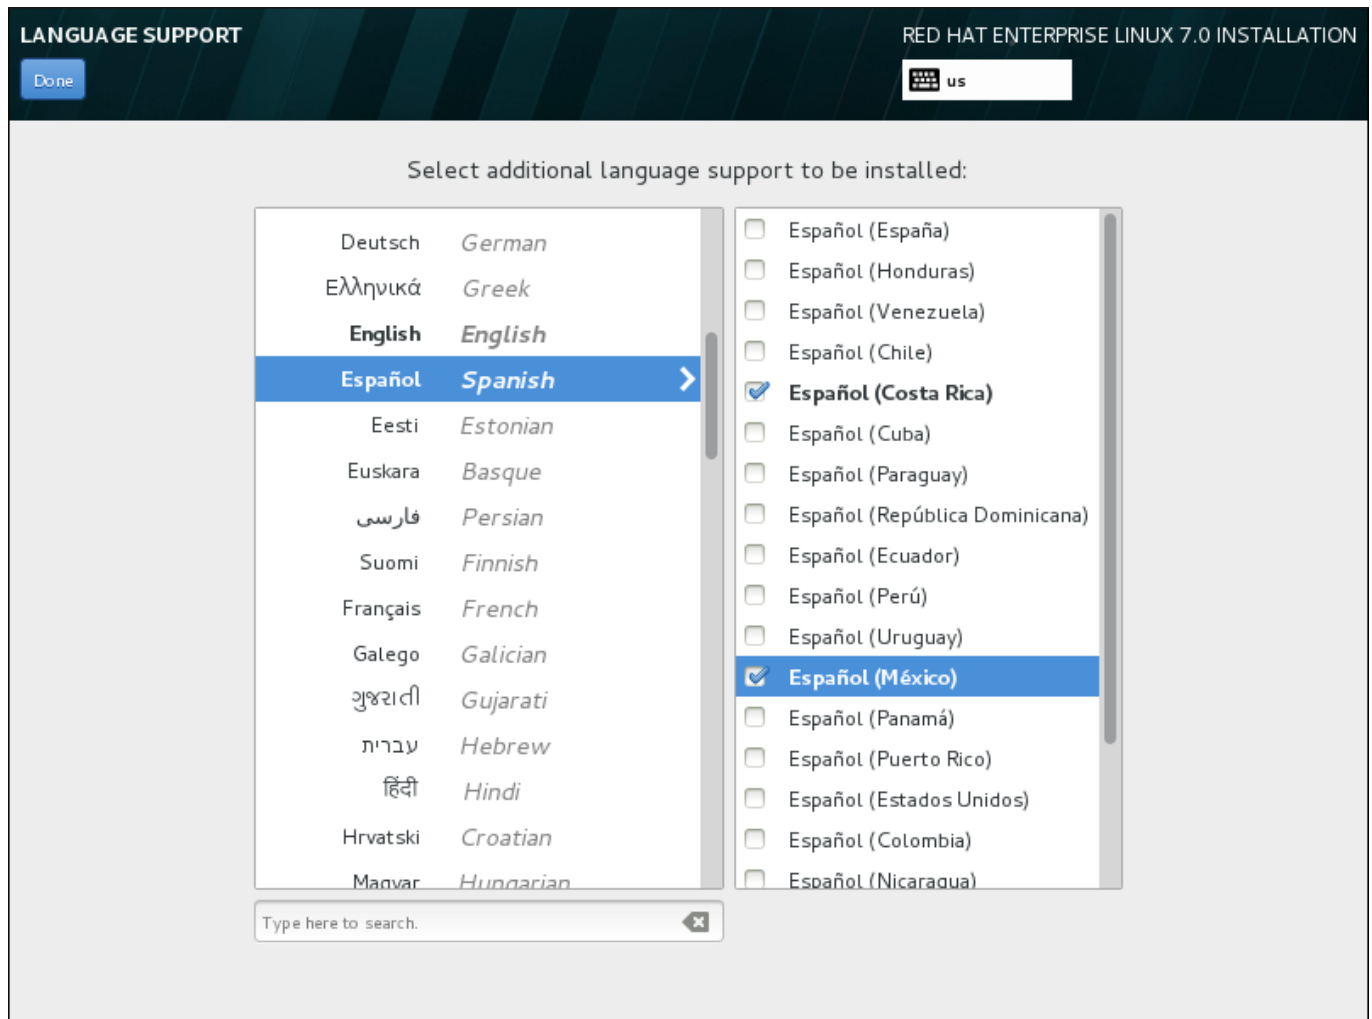 LANGUAGE SUPPORT
RED HAT ENTERPRISE LINUX 7.0 INSTALLATION
Done
us
Select additional language support to be installed:
Deutsch German
Ελληνικά Greek
English English
Español Spanish
Eesti Estonian
Euskara Basque
فارسی Persian
Suomi Finnish
Français French
Galego Galician
ગુજરાતી Gujarati
עברית Hebrew
हिंदी Hindi
Hrvatski Croatian
Magyar Hungarian
Español (España)
Español (Honduras)
Español (Venezuela)
Español (Chile)
Español (Costa Rica)
Español (Cuba)
Español (Paraguay)
Español (República Dominicana)
Español (Ecuador)
Español (Perú)
Español (Uruguay)
Español (México)
Español (Panamá)
Español (Puerto Rico)
Español (Estados Unidos)
Español (Colombia)
Español (Nicaragua)
Type here to search.